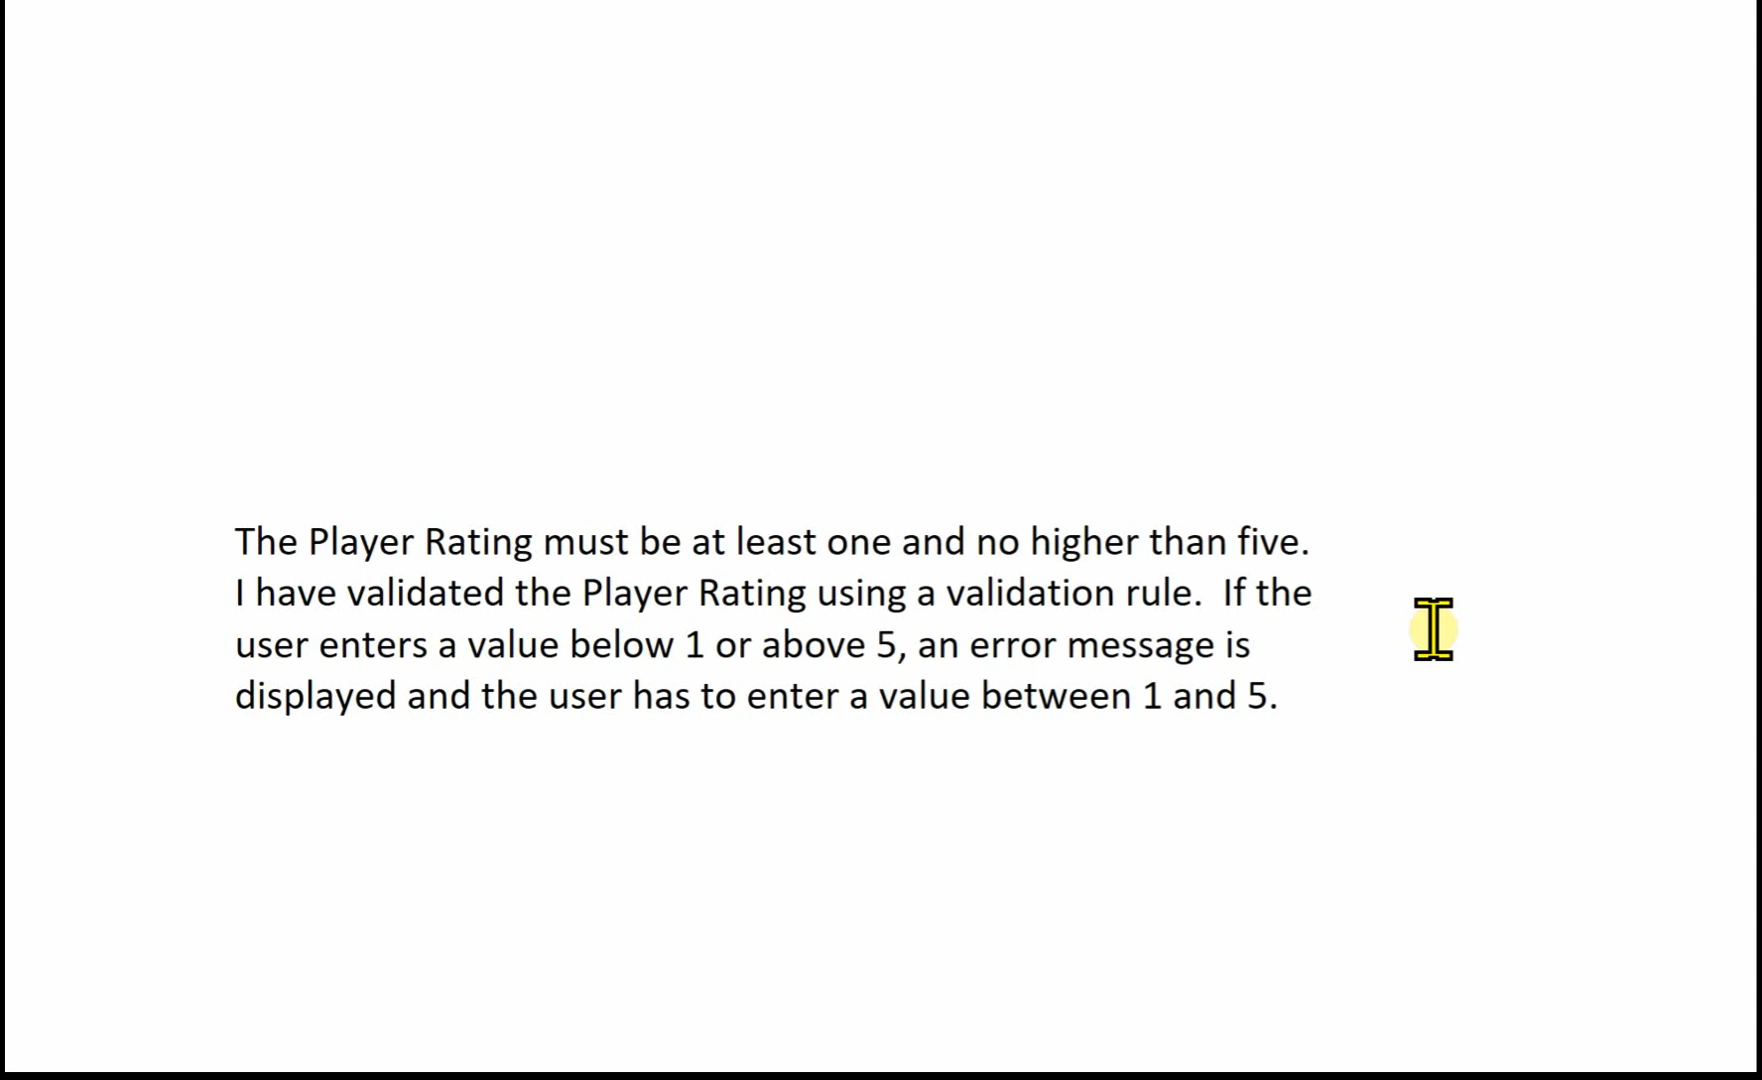 The Player Rating must be at least one and no higher than five.
I have validated the Player Rating using a validation rule.  If the
user enters a value below 1 or above 5, an error message is
displayed and the user has to enter a value between 1 and 5.